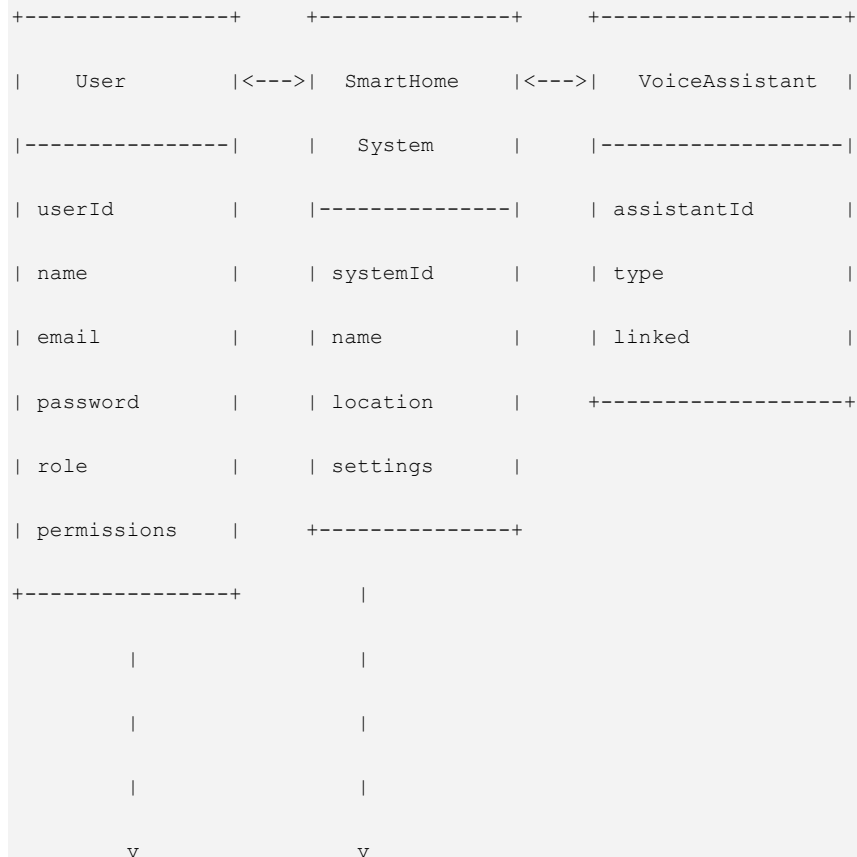 +----------------+     +---------------+     +-------------------+
|    User        |<--->|  SmartHome    |<--->|   VoiceAssistant  |
|----------------|     |   System      |     |-------------------|
| userId         |     |---------------|     | assistantId       |
| name           |     | systemId      |     | type              |
| email          |     | name          |     | linked            |
| password       |     | location      |     +-------------------+
| role           |     | settings      |
| permissions    |     +---------------+
+----------------+         |
         |                 |
         |                 |
         |                 |
         v                 v